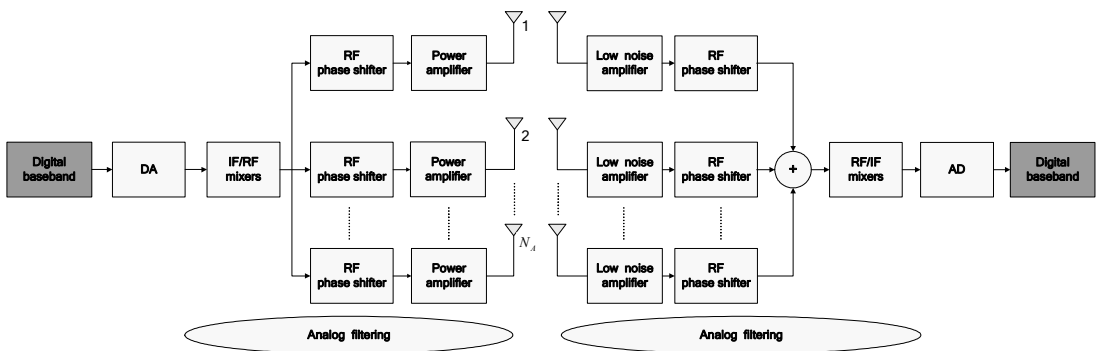 RF
phase shifter
Power
amplifier
1
Low noise
amplifier
RF
phase shifter
Digital
baseband
DA
IF/RF
mixers
RF
phase shifter
Power
amplifier
2
Low noise
amplifier
RF
phase shifter
+
RF/IF
mixers
AD
Digital
baseband
RF
phase shifter
Power
amplifier
N_A
Low noise
amplifier
RF
phase shifter
Analog filtering
Analog filtering